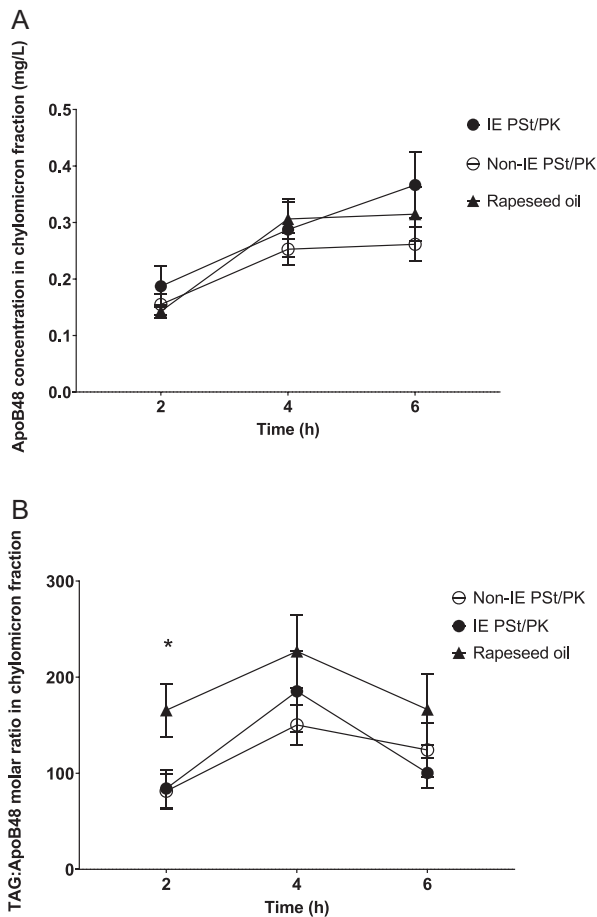 A
ApoB48 concentration in chylomicron fraction (mg/L)
0.5
0.4
0.3
0.2
0.1
0.0
2
4
6
Time (h)
IE PSt/PK
Non-IE PSt/PK
Rapeseed oil
B
TAG:ApoB48 molar ratio in chylomicron fraction
300
200
100
0
*
2
4
6
Time (h)
Non-IE PSt/PK
IE PSt/PK
Rapeseed oil